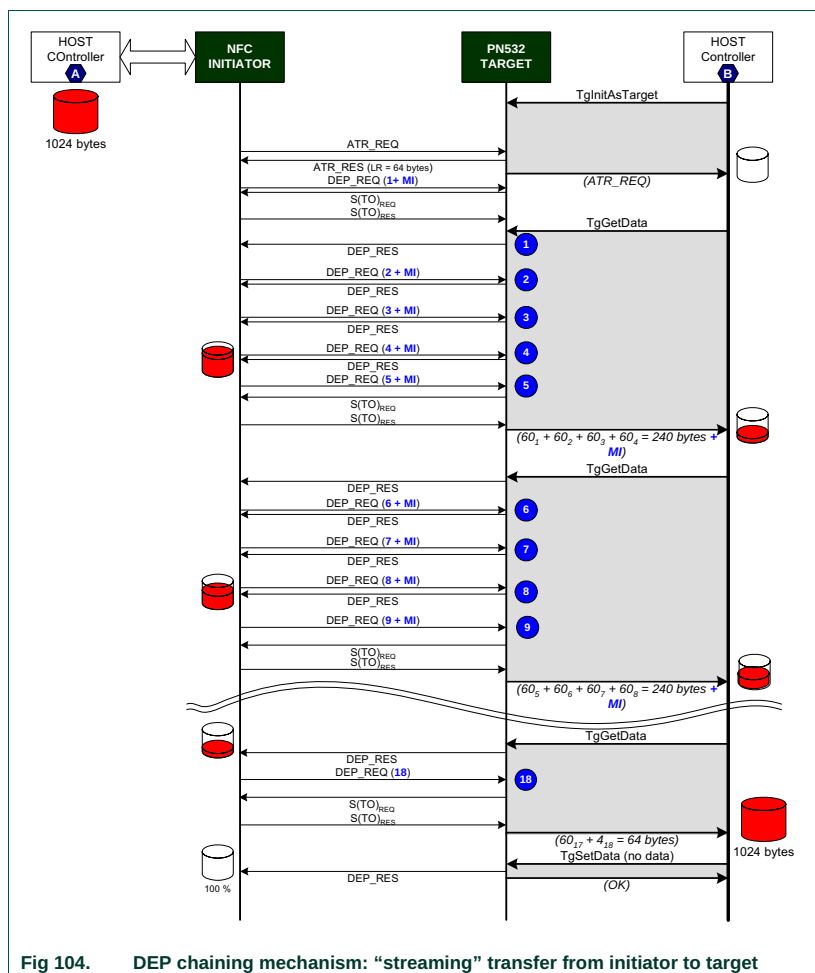 HOST
COntroller
A
NFC
INITIATOR
PN532
TARGET
HOST
Controller
B
TgInitAsTarget
1024 bytes
ATR_REQ
ATR_RES (LR = 64 bytes)
DEP_REQ (1+ MI)
(ATR_REQ)
S(TO)REQ
S(TO)RES
TgGetData
DEP_RES
1
DEP_REQ (2 + MI)
2
DEP_RES
DEP_REQ (3 + MI)
3
DEP_RES
DEP_REQ (4 + MI)
4
DEP_RES
DEP_REQ (5 + MI)
5
S(TO)REQ
S(TO)RES
(601 + 602 + 603 + 604 = 240 bytes +
MI)
TgGetData
DEP_RES
DEP_REQ (6 + MI)
6
DEP_RES
DEP_REQ (7 + MI)
7
DEP_RES
DEP_REQ (8 + MI)
8
DEP_RES
DEP_REQ (9 + MI)
9
S(TO)REQ
S(TO)RES
(605 + 606 + 607 + 608 = 240 bytes +
MI)
TgGetData
DEP_RES
DEP_REQ (18)
18
S(TO)REQ
S(TO)RES
(6017 + 418 = 64 bytes)
1024 bytes
TgSetData (no data)
DEP_RES
(OK)
100 %
Fig 104. DEP chaining mechanism: “streaming” transfer from initiator to target